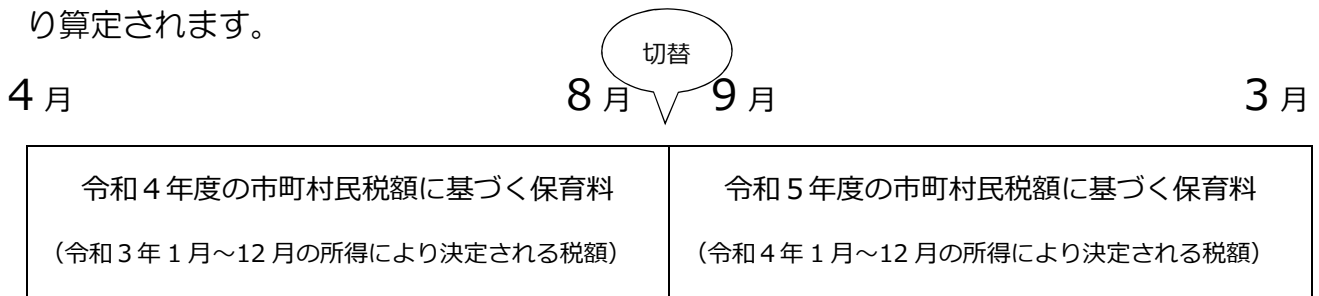 り算定されます。
切替
4月 8月 9月 3月
令和４年度の市町村民税額に基づく保育料
（令和３年１月～12月の所得により決定される税額）
令和５年度の市町村民税額に基づく保育料
（令和４年１月～12月の所得により決定される税額）